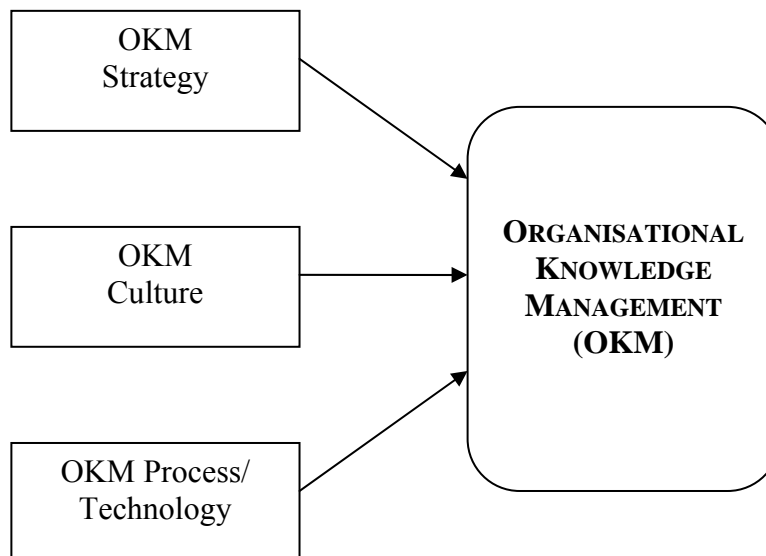 OKM
Strategy
OKM
Culture
OKM Process/
Technology
ORGANISATIONAL
KNOWLEDGE
MANAGEMENT
(OKM)